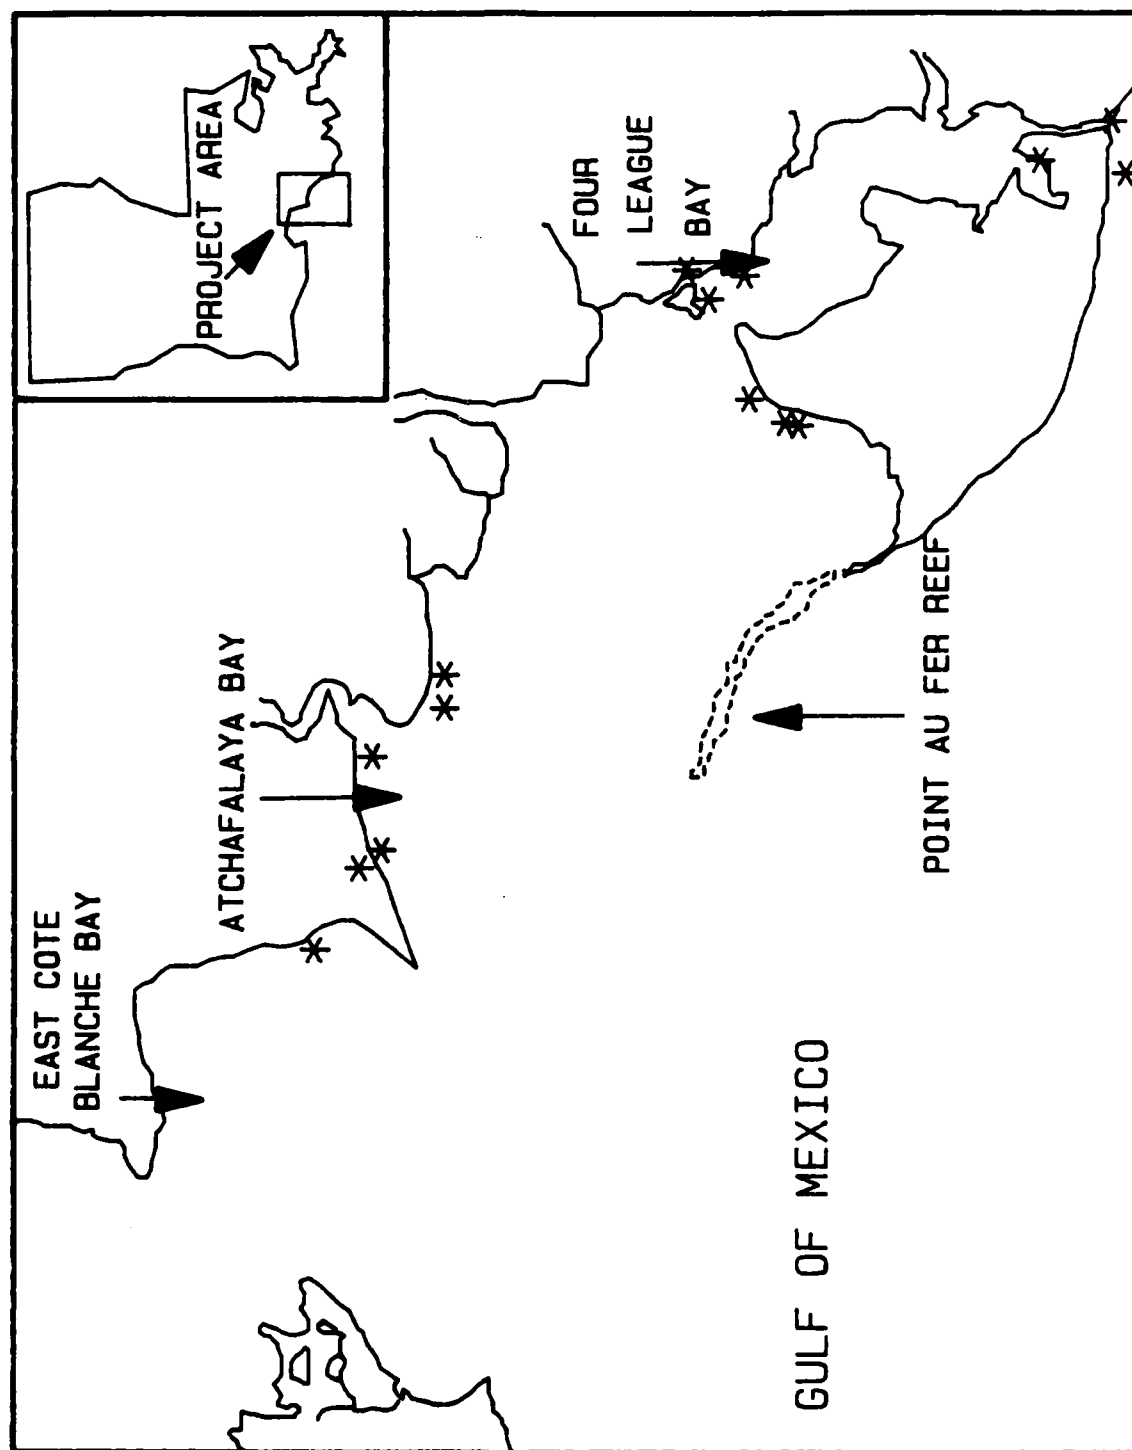 PROJECT AREA
EAST COTE
BLANCHE BAY
ATCHAFALAYA BAY
FOUR
LEAGUE
BAY
POINT AU FER REEF
GULF OF MEXICO